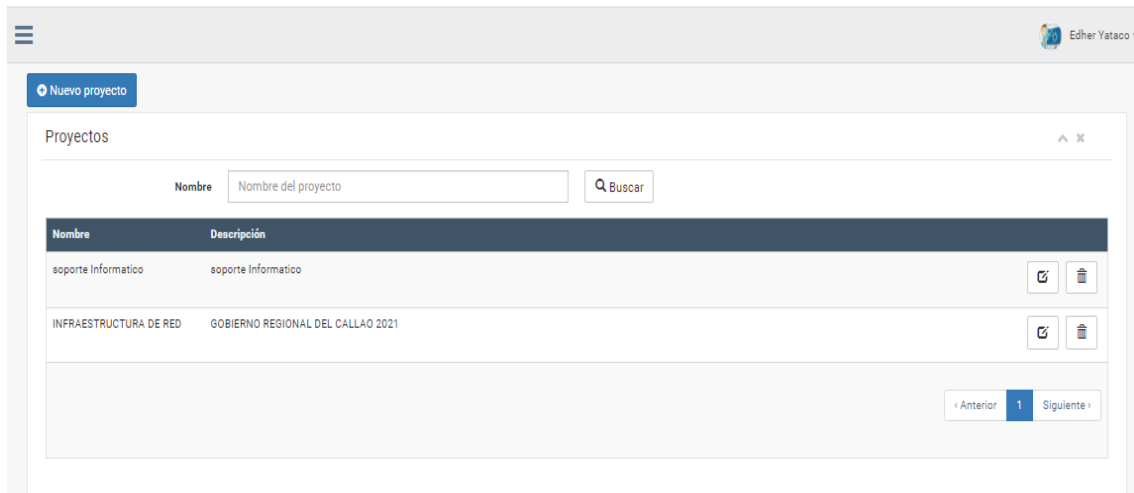 Edher Yataco
Nuevo proyecto
Proyectos
Nombre Nombre del proyecto Buscar
Nombre Descripción
soporte Informatico soporte Informatico
INFRAESTRUCTURA DE RED GOBIERNO REGIONAL DEL CALLAO 2021
‹ Anterior 1 Siguiente ›